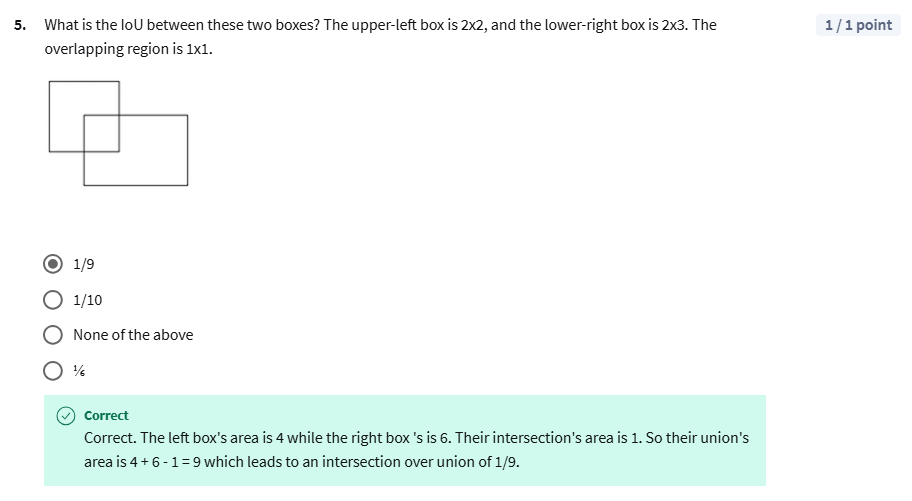 5. What is the IoU between these two boxes? The upper-left box is 2x2, and the lower-right box is 2x3. The
overlapping region is 1x1.
1 / 1 point
1/9
1/10
None of the above
⅙
Correct
Correct. The left box's area is 4 while the right box 's is 6. Their intersection's area is 1. So their union's
area is 4 + 6 - 1 = 9 which leads to an intersection over union of 1/9.